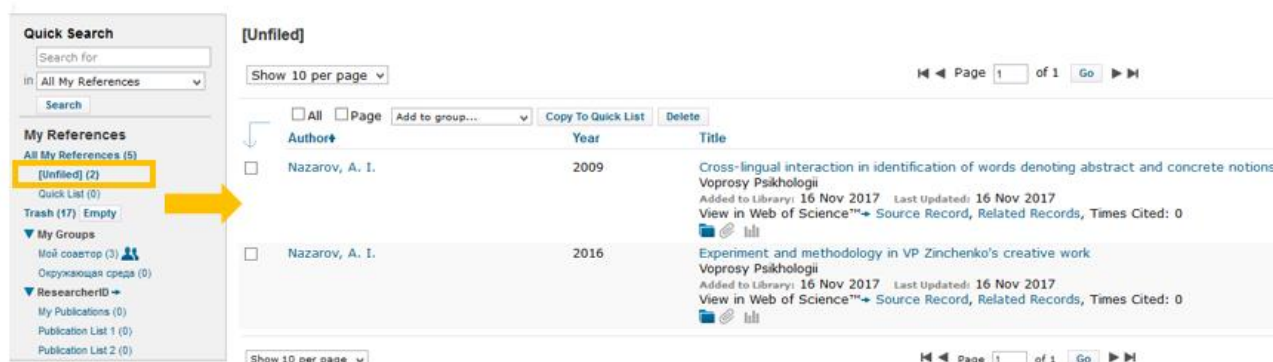 Quick Search
Search for
in All My References
Search
My References
All My References (5)
[Unfiled] (2)
Quick List (0)
Trash (17) Empty
My Groups
Мой соавтор (3)
Окружающая среда (0)
ResearcherID
My Publications (0)
Publication List 1 (0)
Publication List 2 (0)
[Unfiled]
Show 10 per page
Page 1 of 1 Go
All Page Add to group... Copy To Quick List Delete
Author Year Title
Nazarov, A. I. 2009 Cross-lingual interaction in identification of words denoting abstract and concrete notions
Voprosy Psikhologii
Added to Library: 16 Nov 2017 Last Updated: 16 Nov 2017
View in Web of Science™ Source Record, Related Records, Times Cited: 0
Nazarov, A. I. 2016 Experiment and methodology in VP Zinchenko's creative work
Voprosy Psikhologii
Added to Library: 16 Nov 2017 Last Updated: 16 Nov 2017
View in Web of Science™ Source Record, Related Records, Times Cited: 0
Show 10 per page
Page 1 of 1 Go